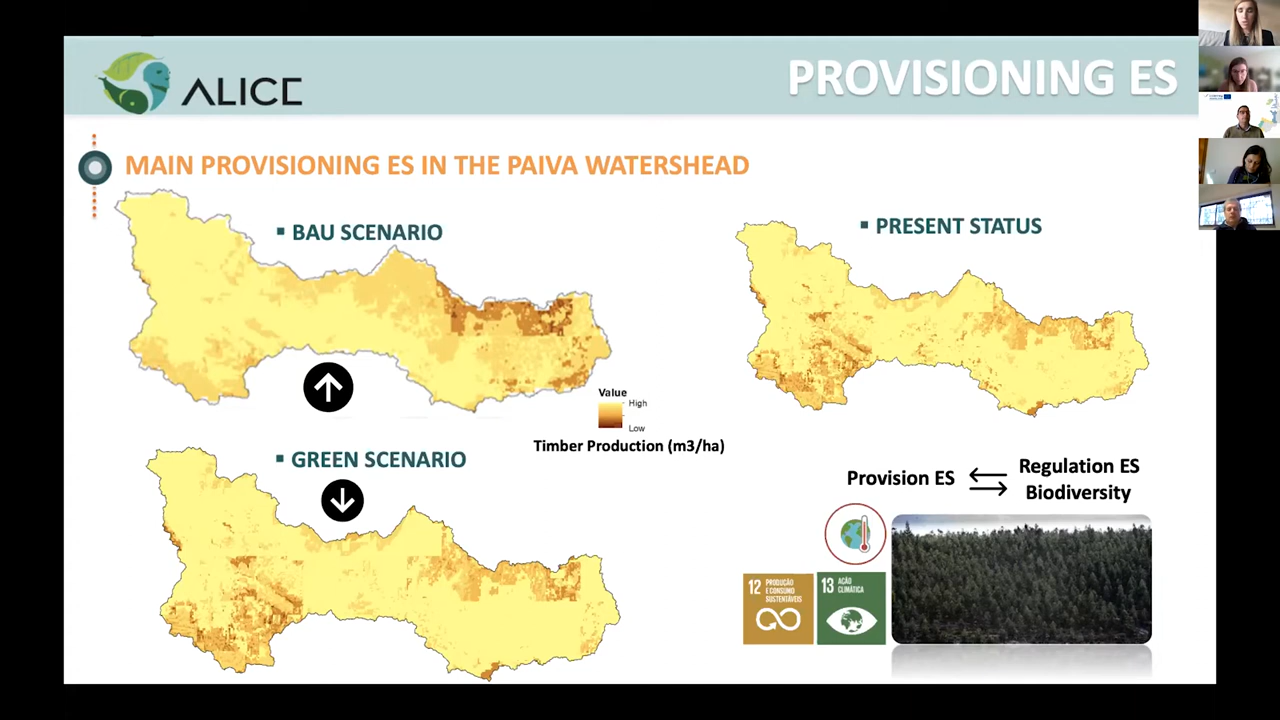 ALICE
PROVISIONING ES
MAIN PROVISIONING ES IN THE PAIVA WATERSHEAD
▪ BAU SCENARIO
▪ PRESENT STATUS
Value
High
Low
Timber Production (m3/ha)
▪ GREEN SCENARIO
Provision ES
Regulation ES
Biodiversity
12 PRODUÇÃO
E CONSUMO
SUSTENTÁVEIS
13 AÇÃO
CLIMÁTICA